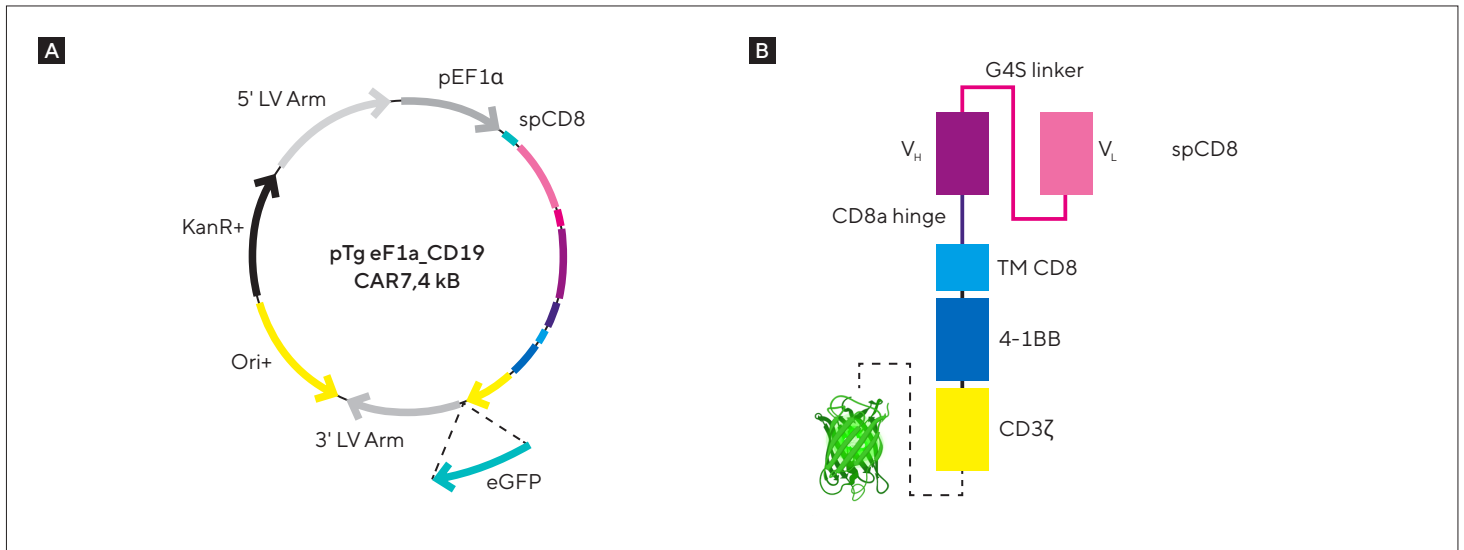 A
pEF1α
5' LV Arm
spCD8
KanR+
pTg eF1a_CD19
CAR7,4 kB
Ori+
3' LV Arm
eGFP
B
G4S linker
VH
VL
spCD8
CD8a hinge
TM CD8
4-1BB
CD3ζ